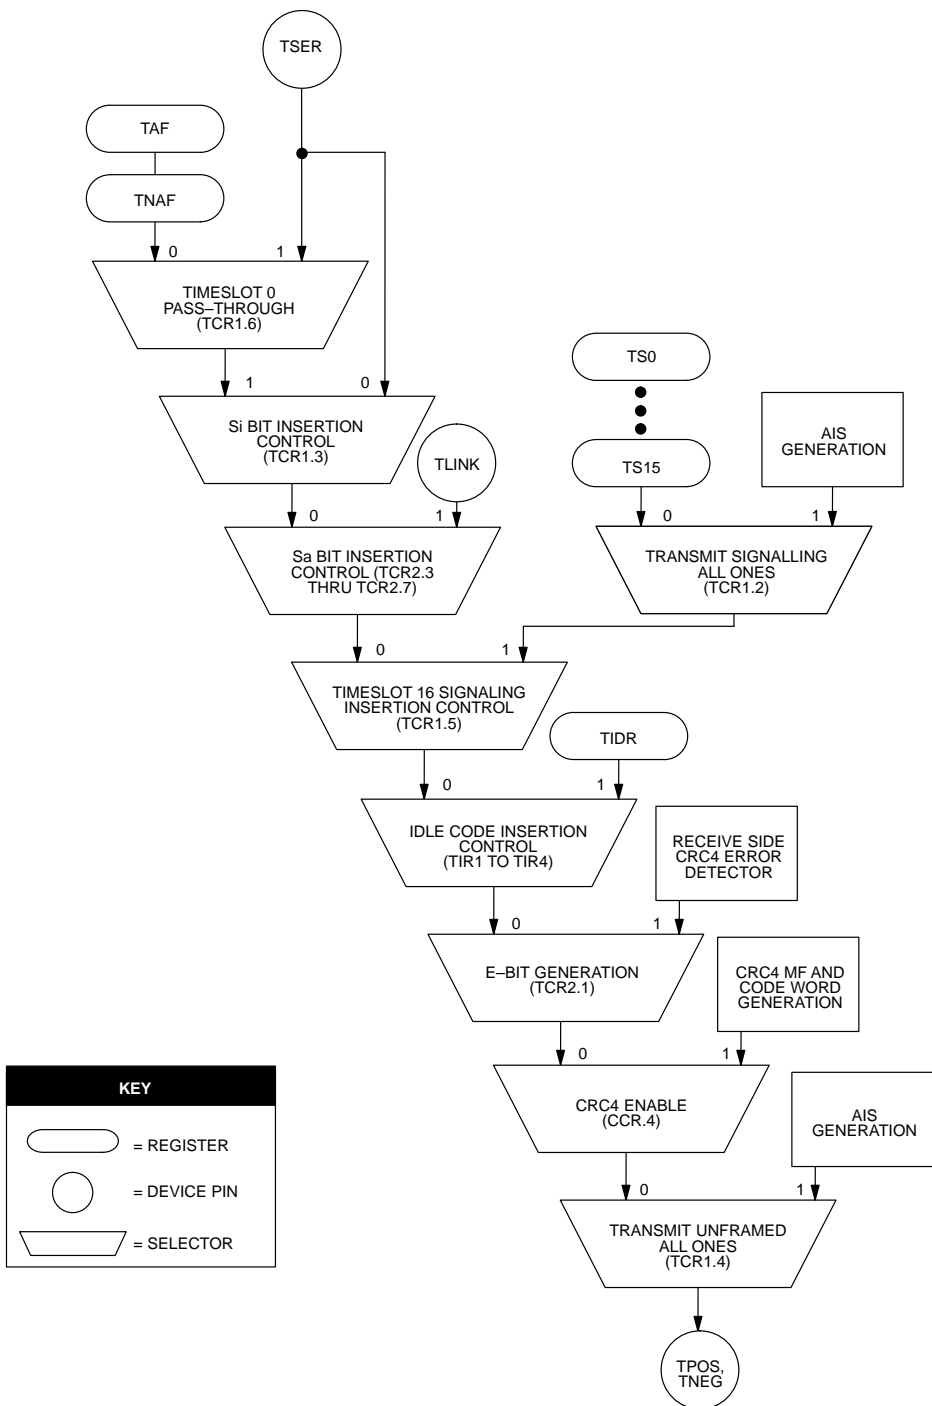 TSER
TAF
TNAF
0 1
TIMESLOT 0
PASS–THROUGH
(TCR1.6)
1 0
Si BIT INSERTION
CONTROL
(TCR1.3)
TLINK
0 1
Sa BIT INSERTION
CONTROL (TCR2.3
THRU TCR2.7)
TS0
TS15
AIS
GENERATION
0 1
TRANSMIT SIGNALLING
ALL ONES
(TCR1.2)
0 1
TIMESLOT 16 SIGNALING
INSERTION CONTROL
(TCR1.5)
TIDR
0 1
IDLE CODE INSERTION
CONTROL
(TIR1 TO TIR4)
RECEIVE SIDE
CRC4 ERROR
DETECTOR
0 1
E–BIT GENERATION
(TCR2.1)
CRC4 MF AND
CODE WORD
GENERATION
0 1
CRC4 ENABLE
(CCR.4)
AIS
GENERATION
0 1
TRANSMIT UNFRAMED
ALL ONES
(TCR1.4)
TPOS,
TNEG
KEY
= REGISTER
= DEVICE PIN
= SELECTOR